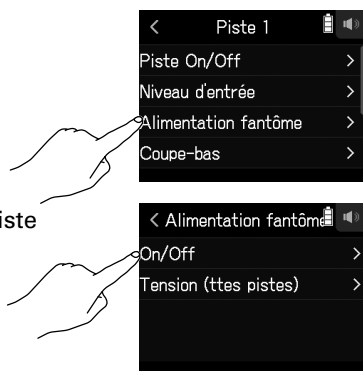 Piste 1
Piste On/Off
Niveau d'entrée
Alimentation fantôme
Coupe-bas
iste
Alimentation fantôme
On/Off
Tension (ttes pistes)